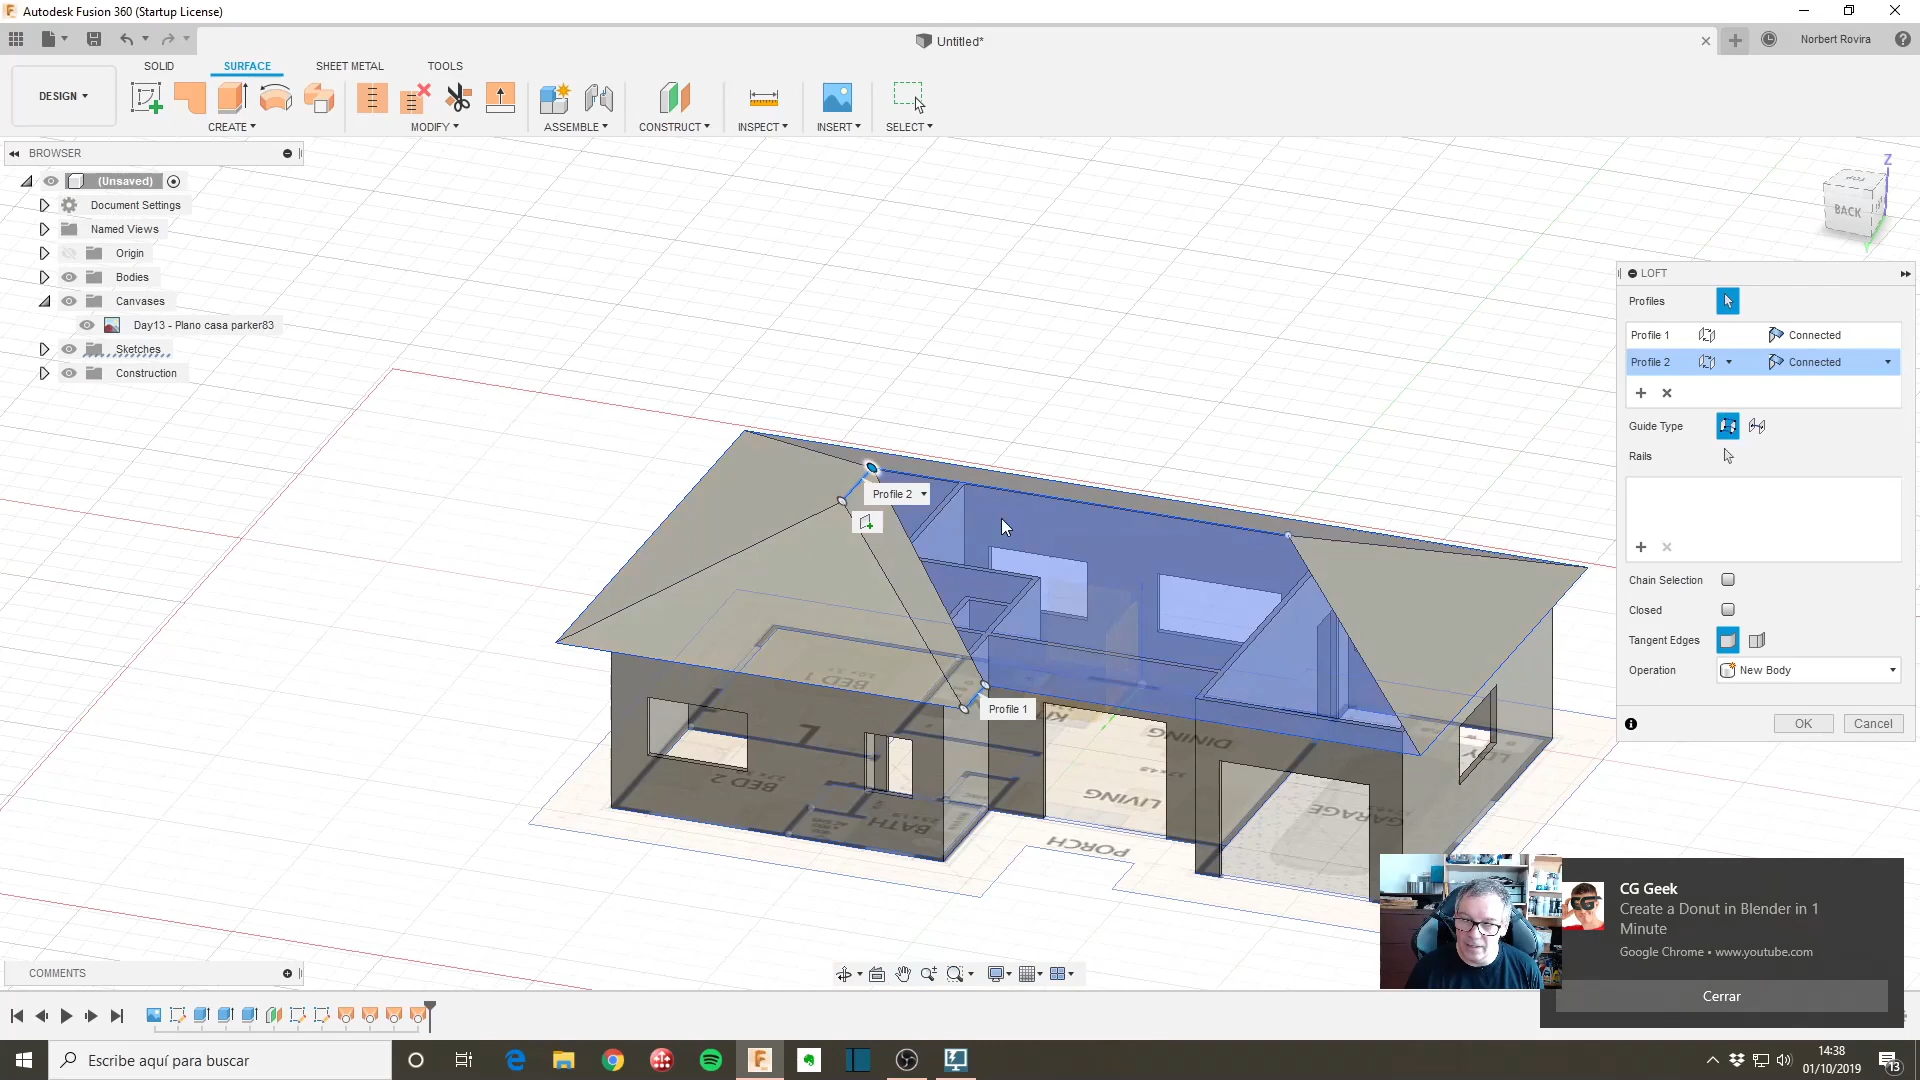 Autodesk Fusion 360 (Startup License)
Untitled*
Norbert Rovira
SOLID
SURFACE
SHEET METAL
TOOLS
DESIGN
CREATE
MODIFY
ASSEMBLE
CONSTRUCT
INSPECT
INSERT
SELECT
BROWSER
(Unsaved)
Document Settings
Named Views
Origin
Bodies
Canvases
Day13 - Plano casa parker83
Sketches
Construction
Z
TOP
BACK
LOFT
Profiles
Profile 1
Connected
Profile 2
Connected
Guide Type
Rails
Chain Selection
Closed
Tangent Edges
Operation
New Body
OK
Cancel
Profile 2
Profile 1
BED 1
BED 2
BATH
DINING
LIVING
GARAGE
PORCH
CG Geek
Create a Donut in Blender in 1
Minute
Google Chrome • www.youtube.com
Cerrar
COMMENTS
Escribe aquí para buscar
14:38
01/10/2019
13